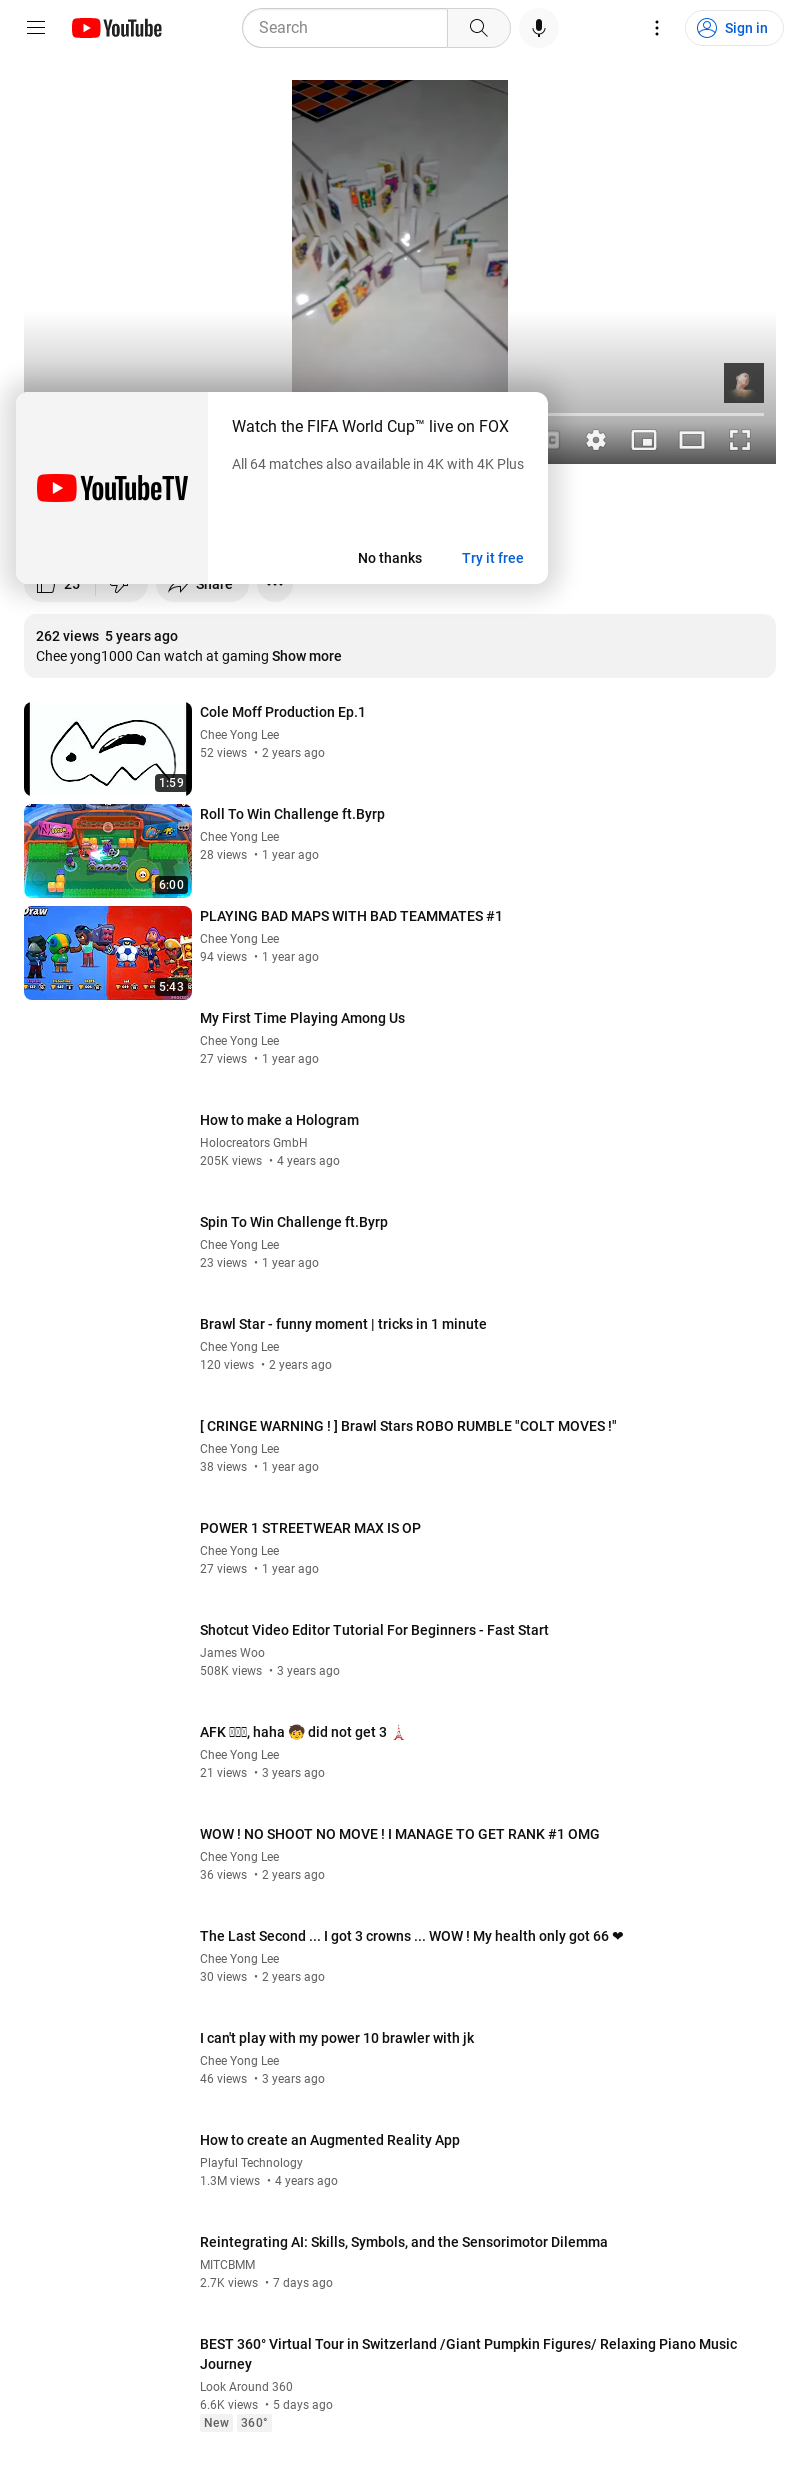 YouTube
Search
Sign in
Watch the FIFA World Cup™ live on FOX
All 64 matches also available in 4K with 4K Plus
YouTubeTV
No thanks
Try it free
25
Share
262 views 5 years ago
Chee yong1000 Can watch at gaming Show more
Cole Moff Production Ep.1
Chee Yong Lee
52 views • 2 years ago
1:59
Roll To Win Challenge ft.Byrp
Chee Yong Lee
28 views • 1 year ago
6:00
PLAYING BAD MAPS WITH BAD TEAMMATES #1
Draw
Chee Yong Lee
94 views • 1 year ago
5:43
My First Time Playing Among Us
Chee Yong Lee
27 views • 1 year ago
How to make a Hologram
Holocreators GmbH
205K views • 4 years ago
Spin To Win Challenge ft.Byrp
Chee Yong Lee
23 views • 1 year ago
Brawl Star - funny moment | tricks in 1 minute
Chee Yong Lee
120 views • 2 years ago
[ CRINGE WARNING ! ] Brawl Stars ROBO RUMBLE "COLT MOVES !"
Chee Yong Lee
38 views • 1 year ago
POWER 1 STREETWEAR MAX IS OP
Chee Yong Lee
27 views • 1 year ago
Shotcut Video Editor Tutorial For Beginners - Fast Start
James Woo
508K views • 3 years ago
AFK , haha 🧒 did not get 3 🗼
Chee Yong Lee
21 views • 3 years ago
WOW ! NO SHOOT NO MOVE ! I MANAGE TO GET RANK #1 OMG
Chee Yong Lee
36 views • 2 years ago
The Last Second ... I got 3 crowns ... WOW ! My health only got 66 ❤
Chee Yong Lee
30 views • 2 years ago
I can't play with my power 10 brawler with jk
Chee Yong Lee
46 views • 3 years ago
How to create an Augmented Reality App
Playful Technology
1.3M views • 4 years ago
Reintegrating AI: Skills, Symbols, and the Sensorimotor Dilemma
MITCBMM
2.7K views • 7 days ago
BEST 360° Virtual Tour in Switzerland /Giant Pumpkin Figures/ Relaxing Piano Music
Journey
Look Around 360
6.6K views • 5 days ago
New 360°